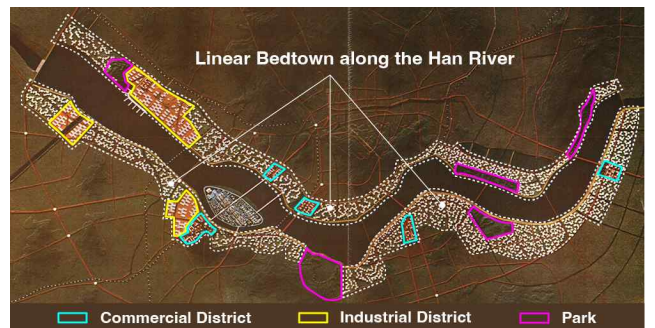 Linear Bedtown along the Han River
Commercial District
Industrial District
Park